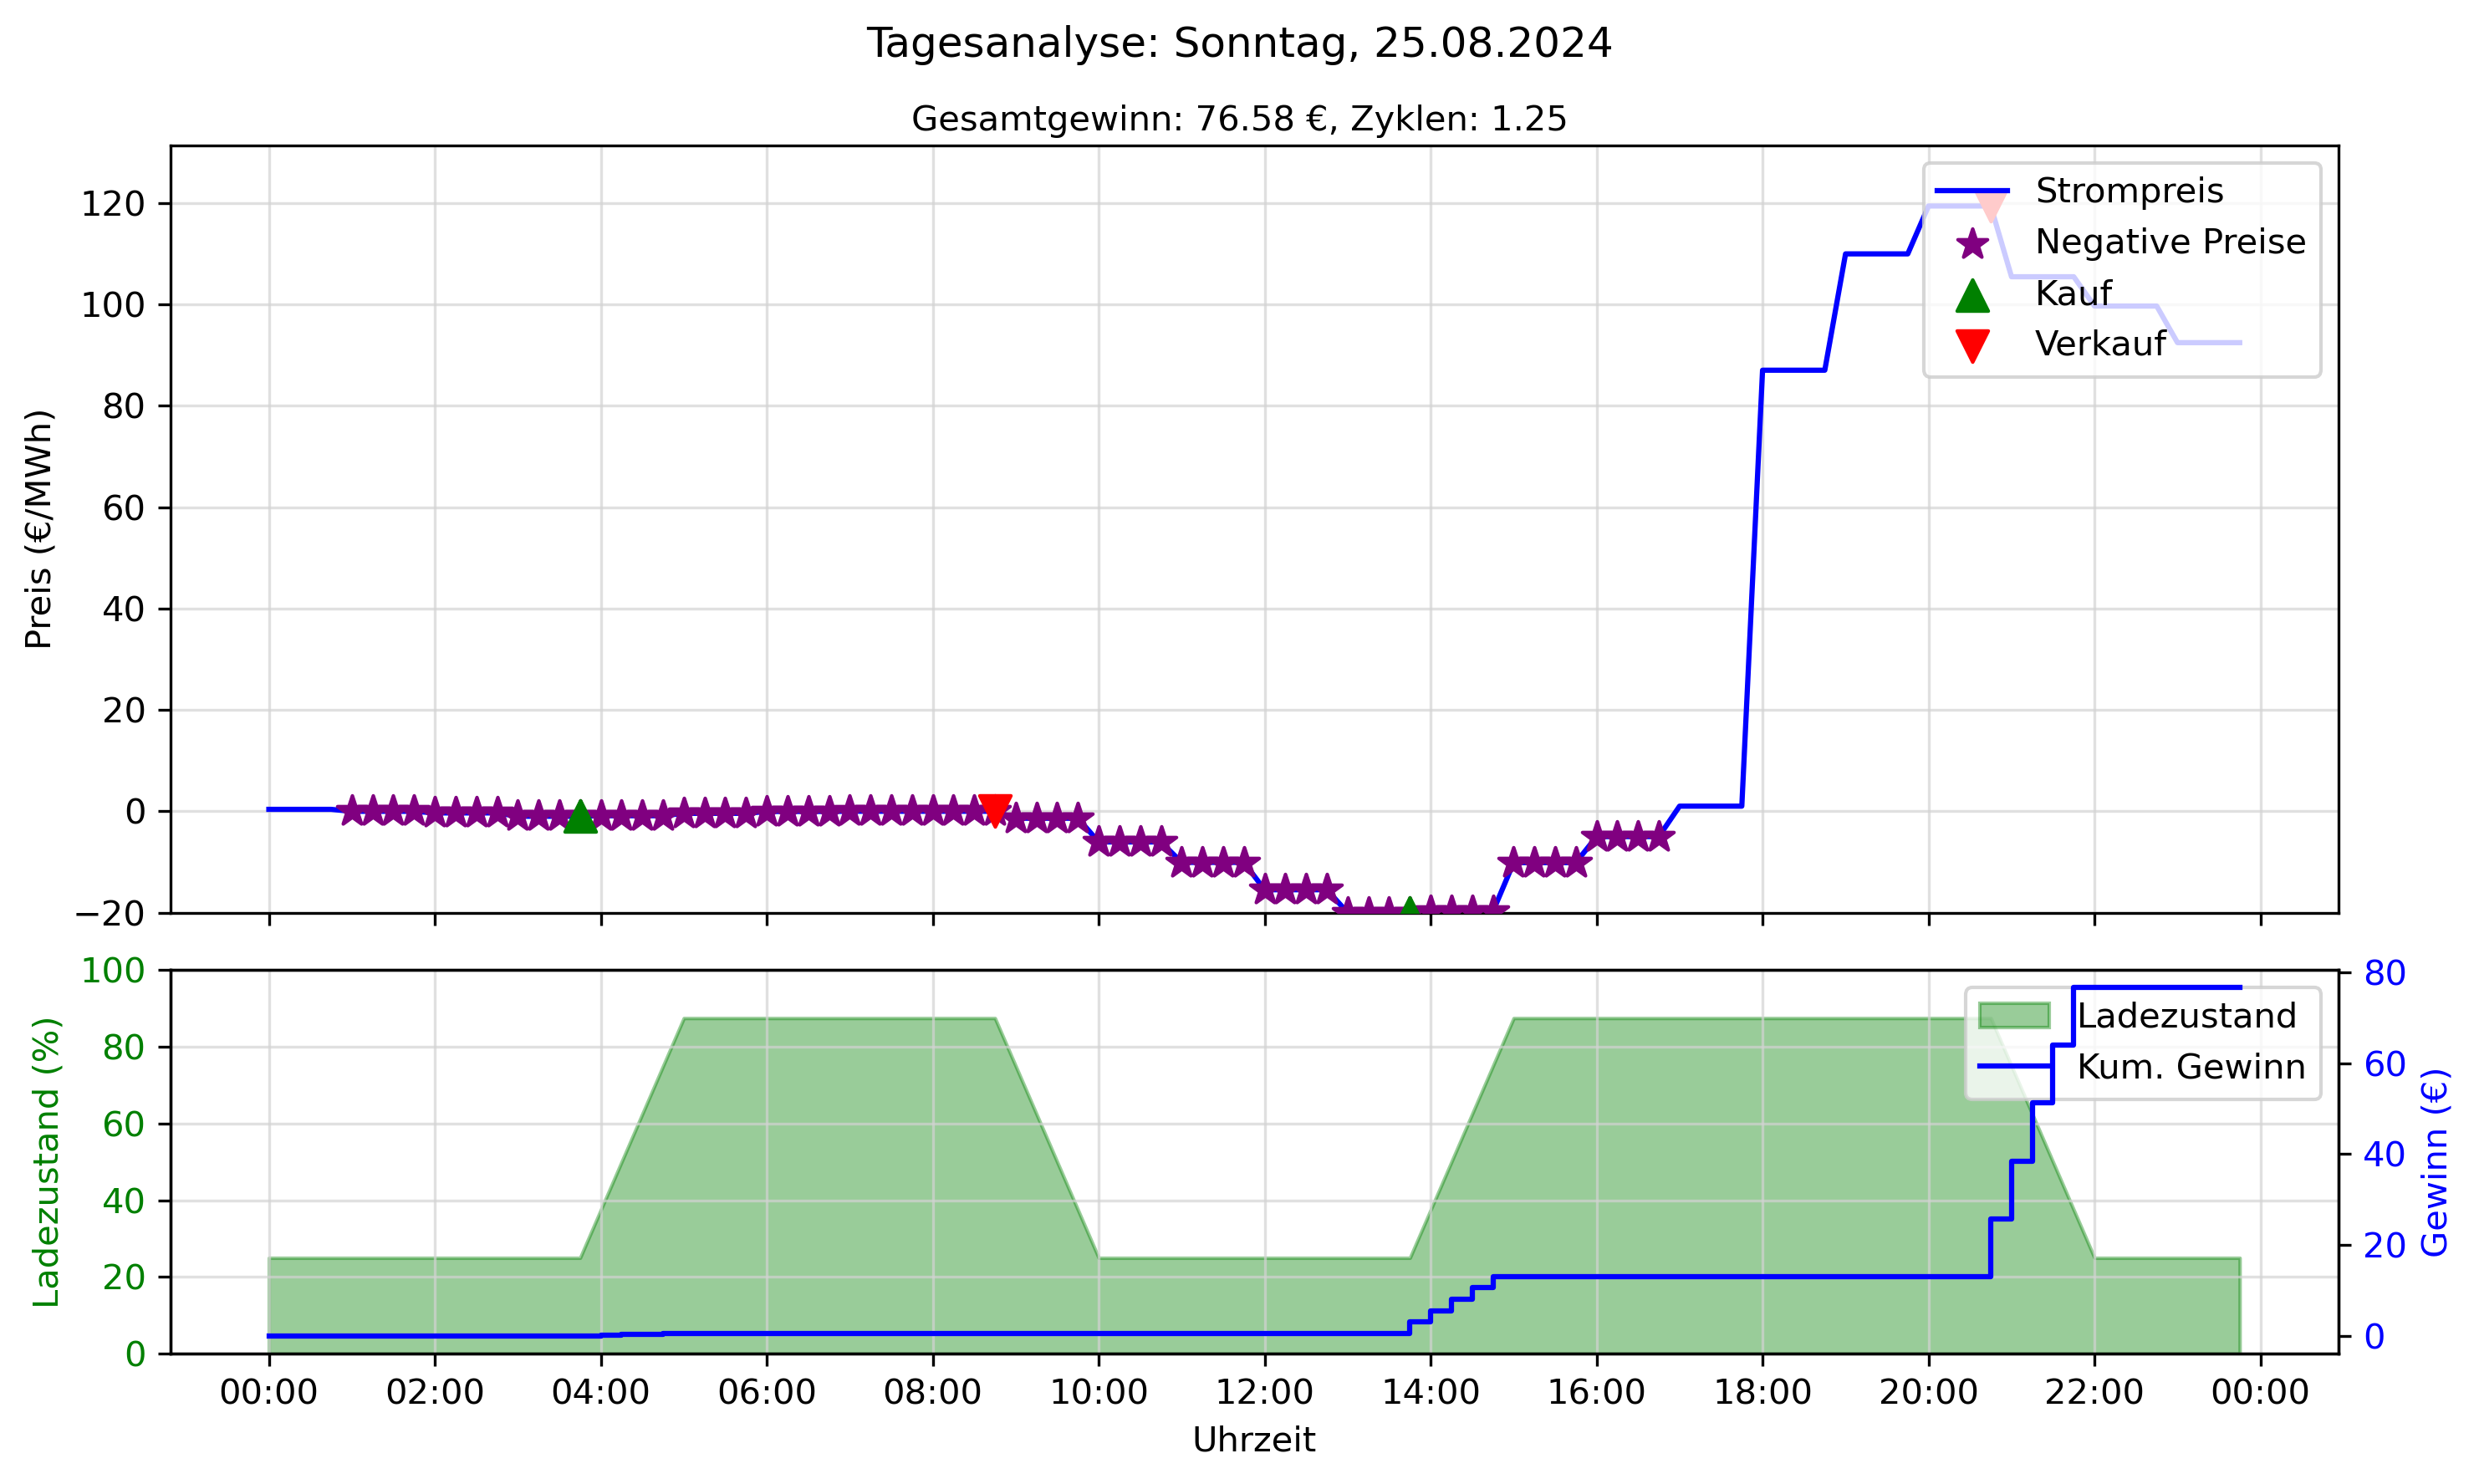 Tagesanalyse: Sonntag, 25.08.2024
Gesamtgewinn: 76.58 €, Zyklen: 1.25
Preis (€/MWh)
120
100
80
60
40
20
0
−20
Strompreis
Negative Preise
Kauf
Verkauf
Ladezustand (%)
100
80
60
40
20
0
Ladezustand
Kum. Gewinn
80
60
40
20
0
Gewinn (€)
00:00 02:00 04:00 06:00 08:00 10:00 12:00 14:00 16:00 18:00 20:00 22:00 00:00
Uhrzeit